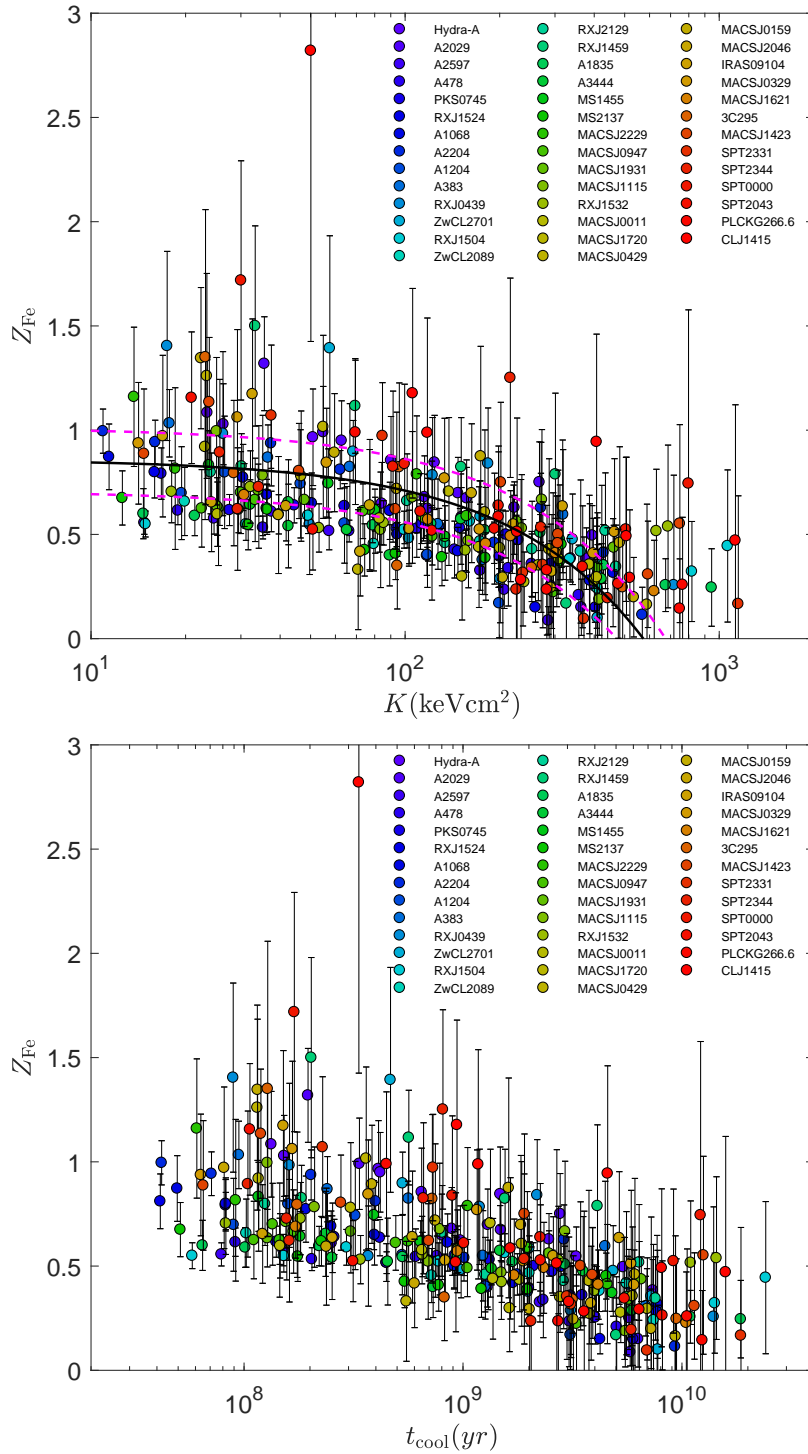 3
2.5
2
1.5
1
0.5
0
Z_Fe
Hydra-A
A2029
A2597
A478
PKS0745
RXJ1524
A1068
A2204
A1204
A383
RXJ0439
ZwCL2701
RXJ1504
ZwCL2089
RXJ2129
RXJ1459
A1835
A3444
MS1455
MS2137
MACSJ2229
MACSJ0947
MACSJ1931
MACSJ1115
RXJ1532
MACSJ0011
MACSJ1720
MACSJ0429
MACSJ0159
MACSJ2046
IRAS09104
MACSJ0329
MACSJ1621
3C295
MACSJ1423
SPT2331
SPT2344
SPT0000
SPT2043
PLCKG266.6
CLJ1415
10^1 10^2 10^3
K(keVcm^2)
3
2.5
2
1.5
1
0.5
0
Z_Fe
Hydra-A
A2029
A2597
A478
PKS0745
RXJ1524
A1068
A2204
A1204
A383
RXJ0439
ZwCL2701
RXJ1504
ZwCL2089
RXJ2129
RXJ1459
A1835
A3444
MS1455
MS2137
MACSJ2229
MACSJ0947
MACSJ1931
MACSJ1115
RXJ1532
MACSJ0011
MACSJ1720
MACSJ0429
MACSJ0159
MACSJ2046
IRAS09104
MACSJ0329
MACSJ1621
3C295
MACSJ1423
SPT2331
SPT2344
SPT0000
SPT2043
PLCKG266.6
CLJ1415
10^8 10^9 10^10
t_cool(yr)